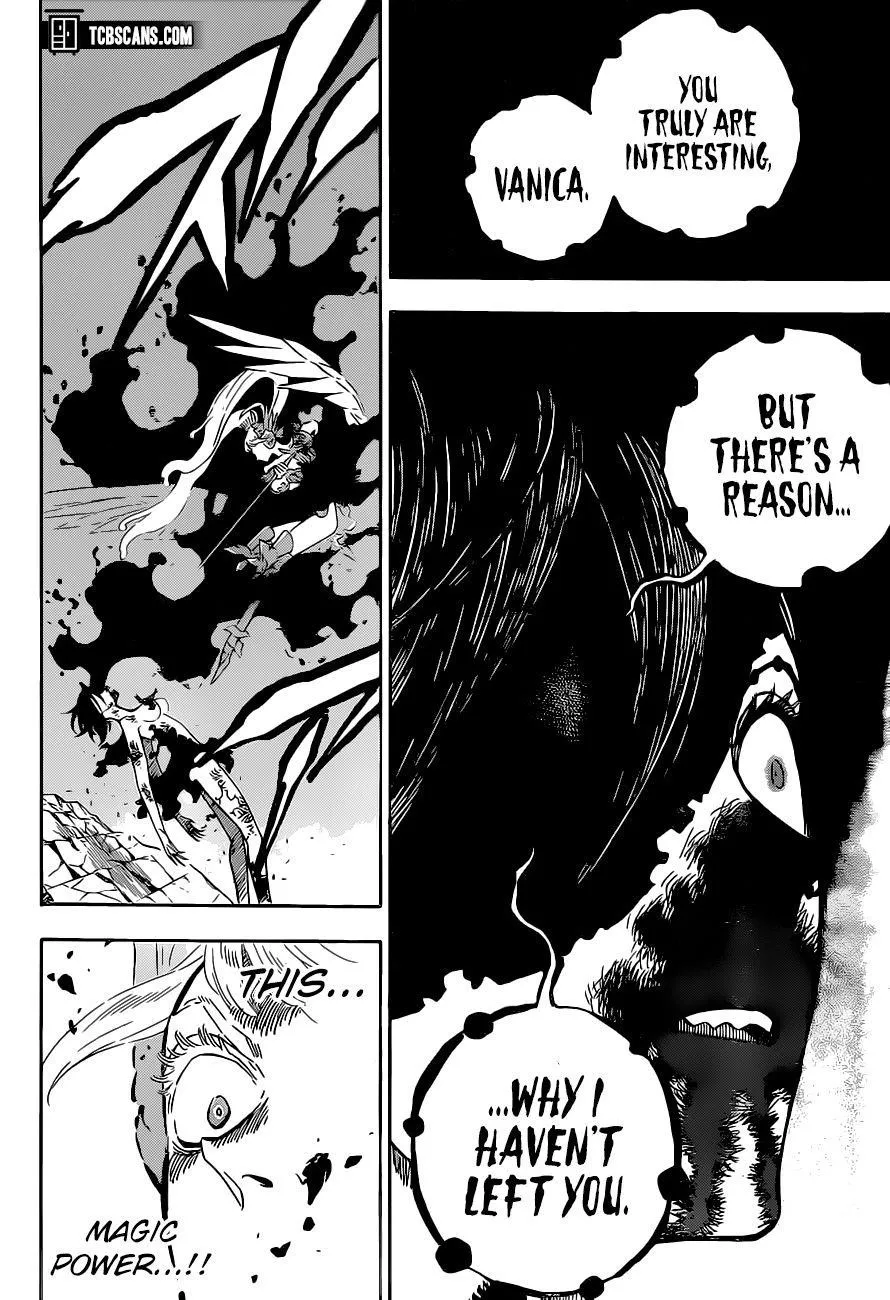 TCBSCANS.COM
YOU
TRULY ARE
INTERESTING,
VANICA.
BUT
THERE'S A
REASON...
...WHY I
HAVEN'T
LEFT YOU.
THIS...
MAGIC
POWER...!!